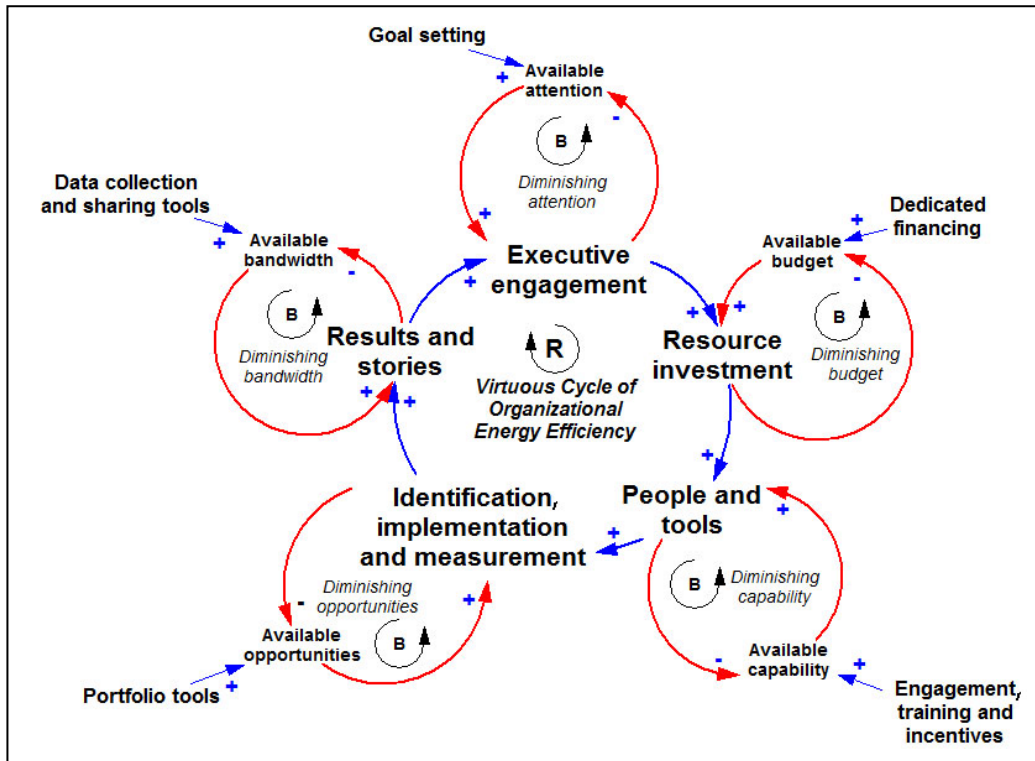 Goal setting
+
Available
attention
-
B
Diminishing
attention
+
Data collection
and sharing tools
+
Available
bandwidth
-
B
Diminishing
bandwidth
Executive
engagement
+
Dedicated
financing
+
Available
budget
-
B
Diminishing
budget
+
+
Results and
stories
+
+
R
Virtuous Cycle of
Organizational
Energy Efficiency
Resource
investment
+
People and
tools
+
+
B
Diminishing
capability
-
Available
capability
+
Engagement,
training and
incentives
Identification,
implementation
and measurement
Diminishing
opportunities
B
+
-
Available
opportunities
+
Portfolio tools